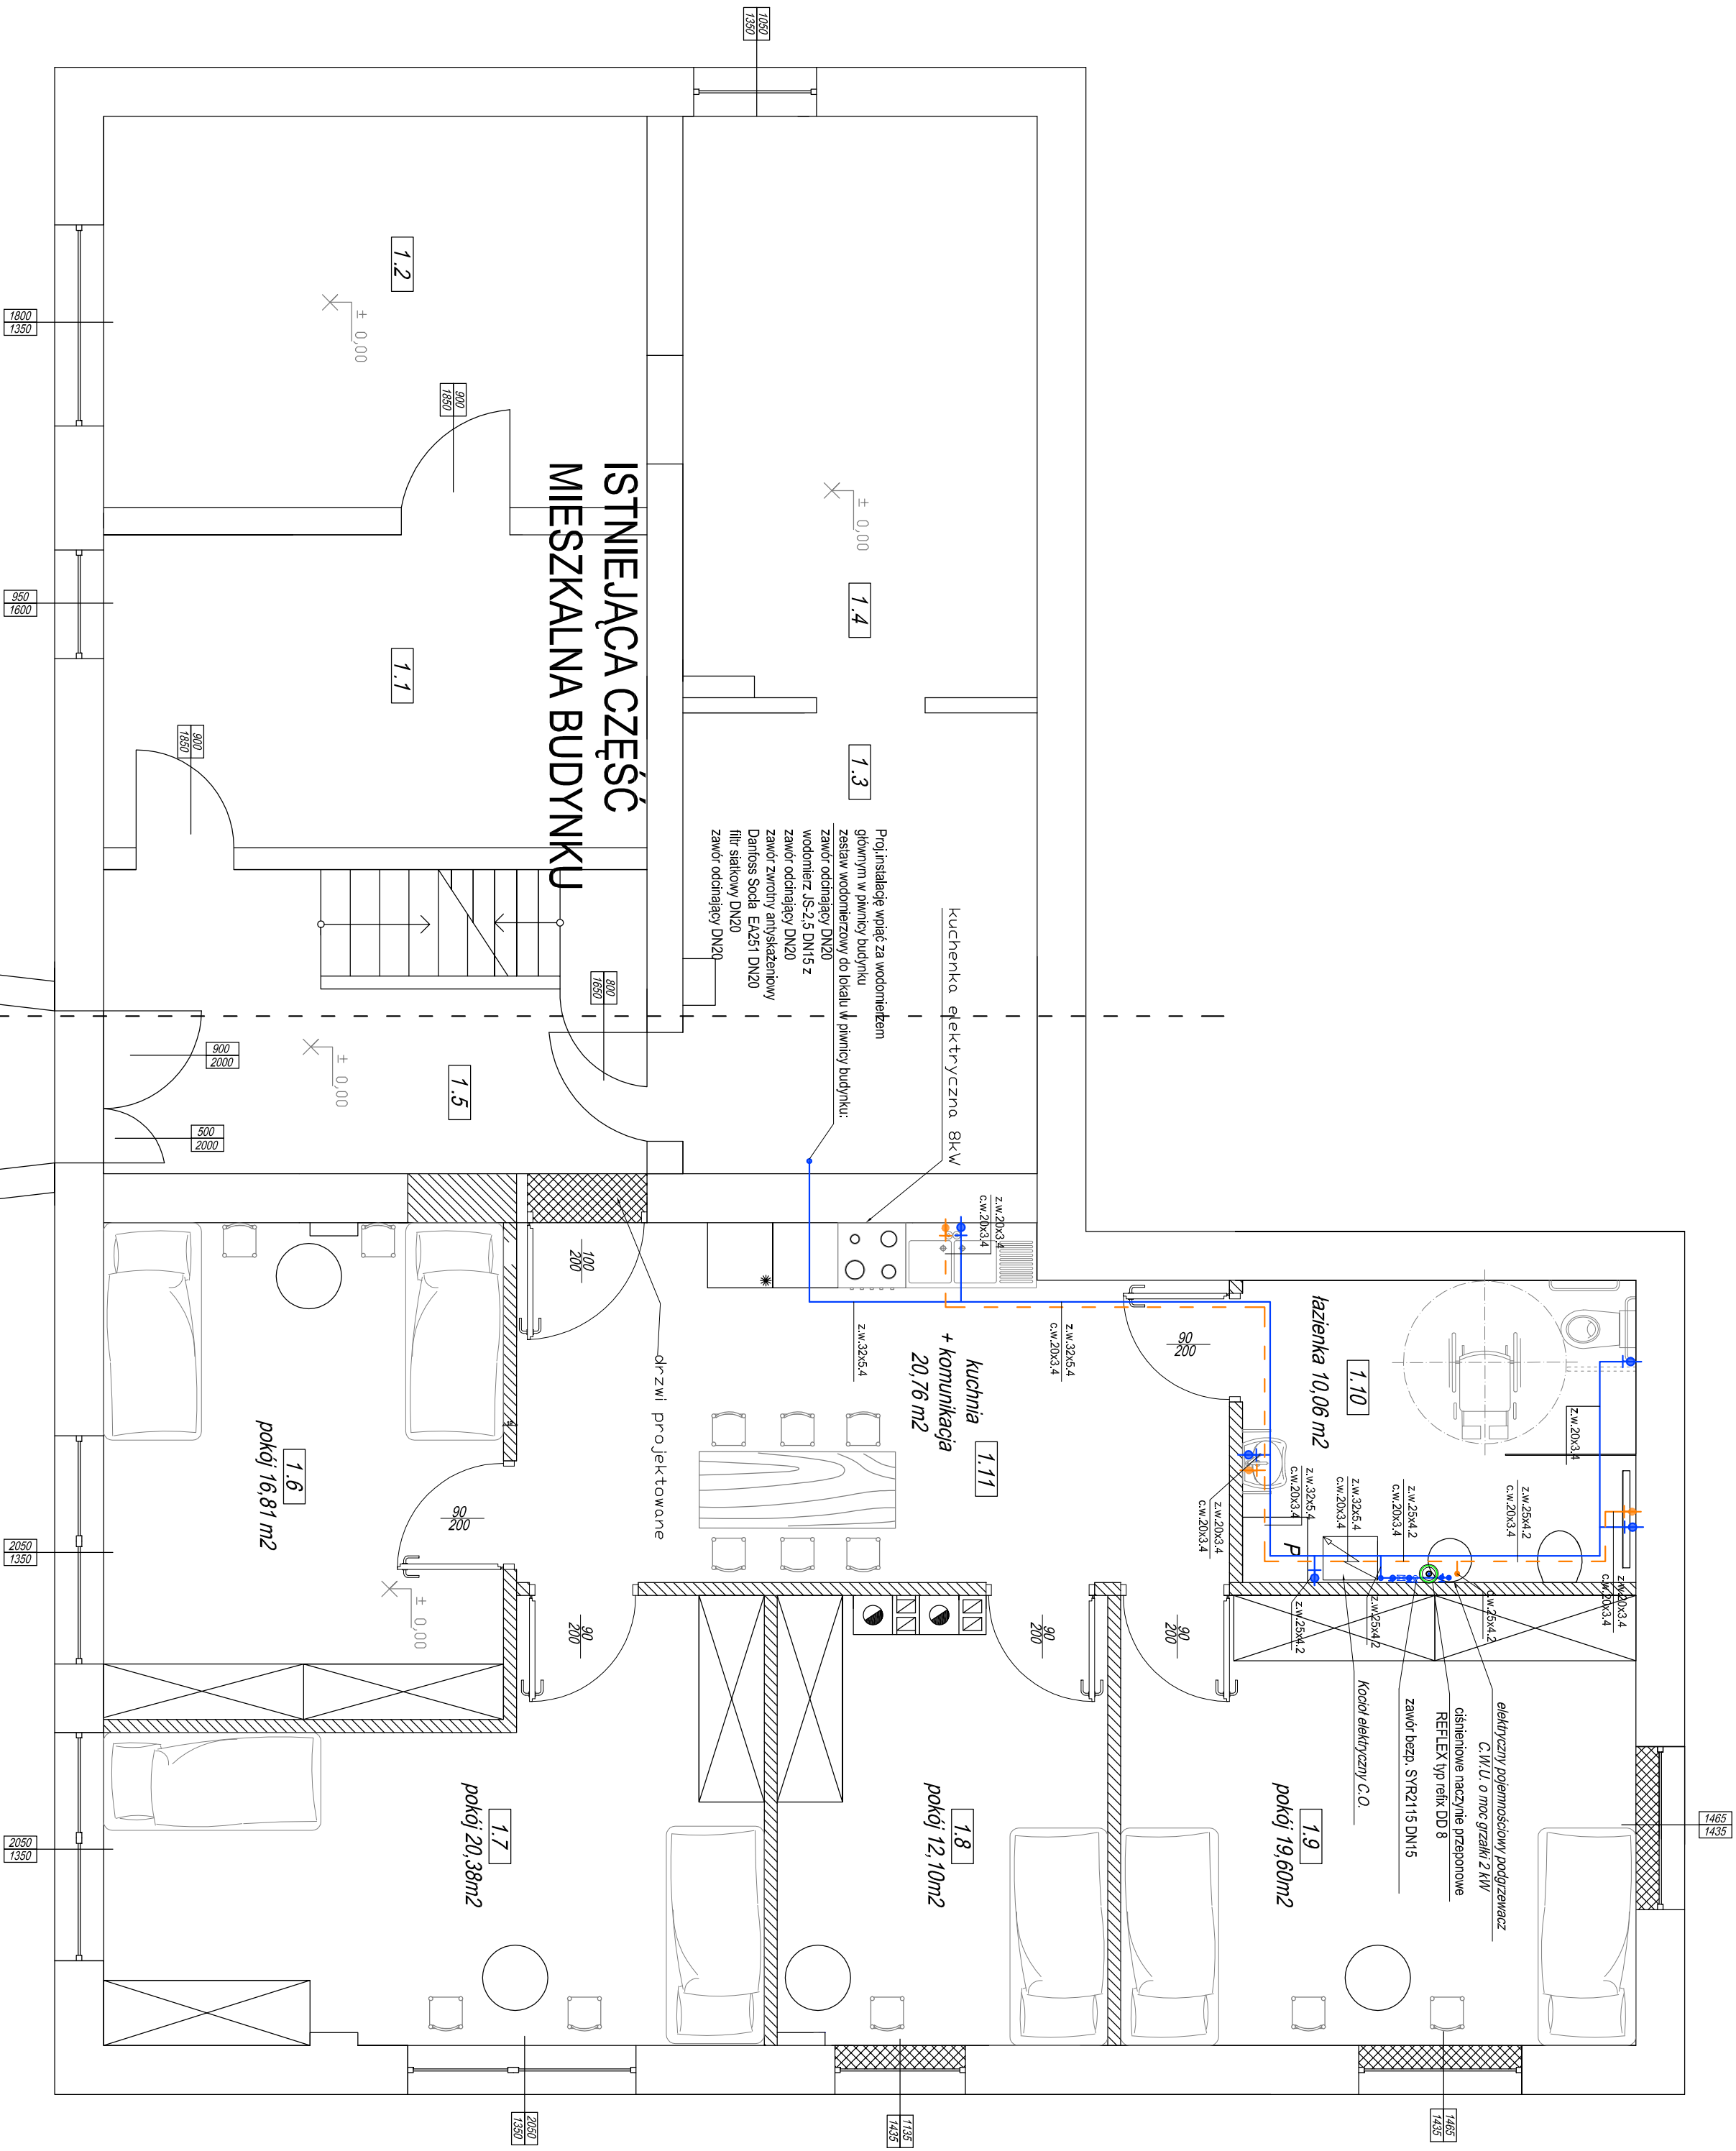 1050
1350
1.2
± 0,00
1800
1350
900
1850
ISTNIEJĄCA CZĘŚĆ
MIESZKALNA BUDYNKU
± 0,00
1.4
1.1
950
1600
900
1850
1.3
Proj.instalację wpiąć za wodomierzem
głównym w piwnicy budynku
zestaw wodomierzowy do lokalu w piwnicy budynku:
zawór odcinający DN20
wodomierz JS-2,5 DN15 z
zawór odcinający DN20
zawór zwrotny antyskażeniowy
Danfoss Socla EA251 DN20
filtr siatkowy DN20
zawór odcinający DN20
kuchenka elektryczna 8kW
800
1650
900
2000
500
2000
± 0,00
1.5
z.w.20x3.4
c.w.20x3.4
100
200
drzwi projektowane
z.w.32x5.4
z.w.32x5.4
c.w.20x3.4
kuchnia
+ komunikacja
20,76 m2
1.11
90
200
łazienka 10,06 m2
1.10
z.w.20x3.4
z.w.20x3.4
c.w.20x3.4
z.w.32x5.4
c.w.20x3.4
z.w.32x5.4
c.w.20x3.4
z.w.25x4.2
c.w.20x3.4
z.w.25x4.2
c.w.20x3.4
z.w.20x3.4
c.w.20x3.4
P
z.w.25x4.2
z.w.25x4.2
c.w.25x4.2
1.6
pokój 16,81 m2
90
200
± 0,00
2050
1350
90
200
90
200
90
200
Kocioł elektryczny C.O.
zawór bezp. SYR2115 DN15
ciśnieniowe naczynie przeponowe
REFLEX typ refix DD 8
elektryczny pojemnościowy podgrzewacz
C.W.U. o moc grzałki 2 kW
1.7
pokój 20,38m2
1.8
pokój 12,10m2
1.9
pokój 19,60m2
1465
1435
2050
1350
2050
1350
1135
1435
1465
1435